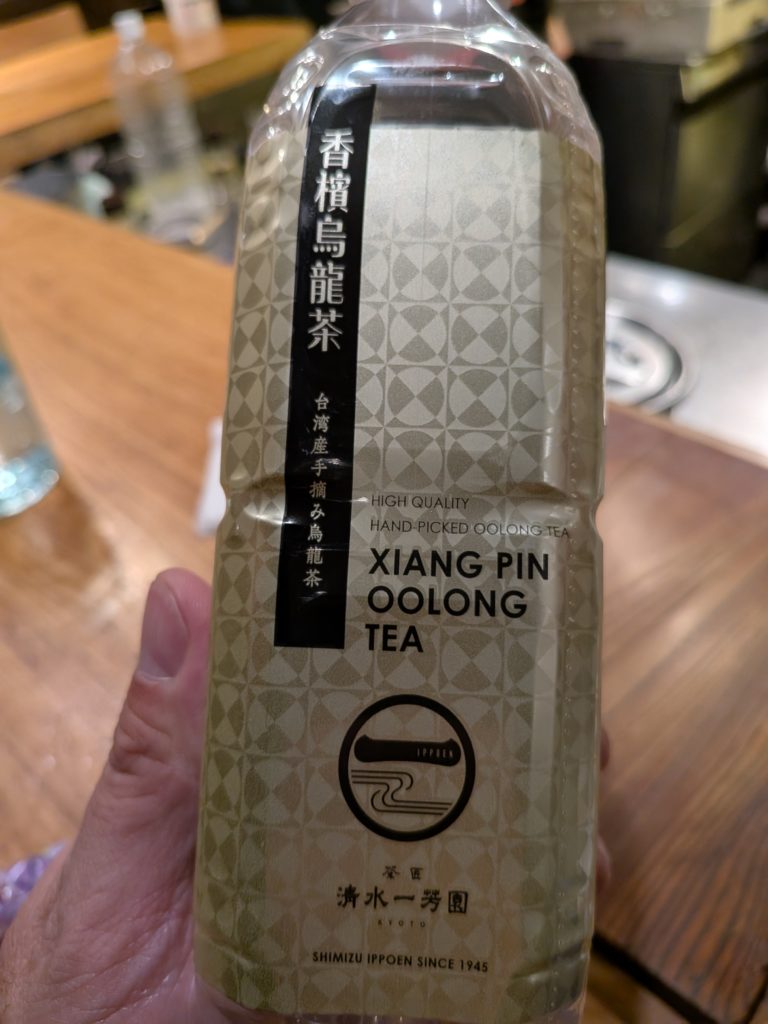 香檳烏龍茶
台湾産手摘み烏龍茶
HIGH QUALITY
HAND-PICKED OOLONG TEA
XIANG PIN
OOLONG
TEA
IPPOEN
茶匠
清水一芳園
KYOTO
SHIMIZU IPPOEN SINCE 1945